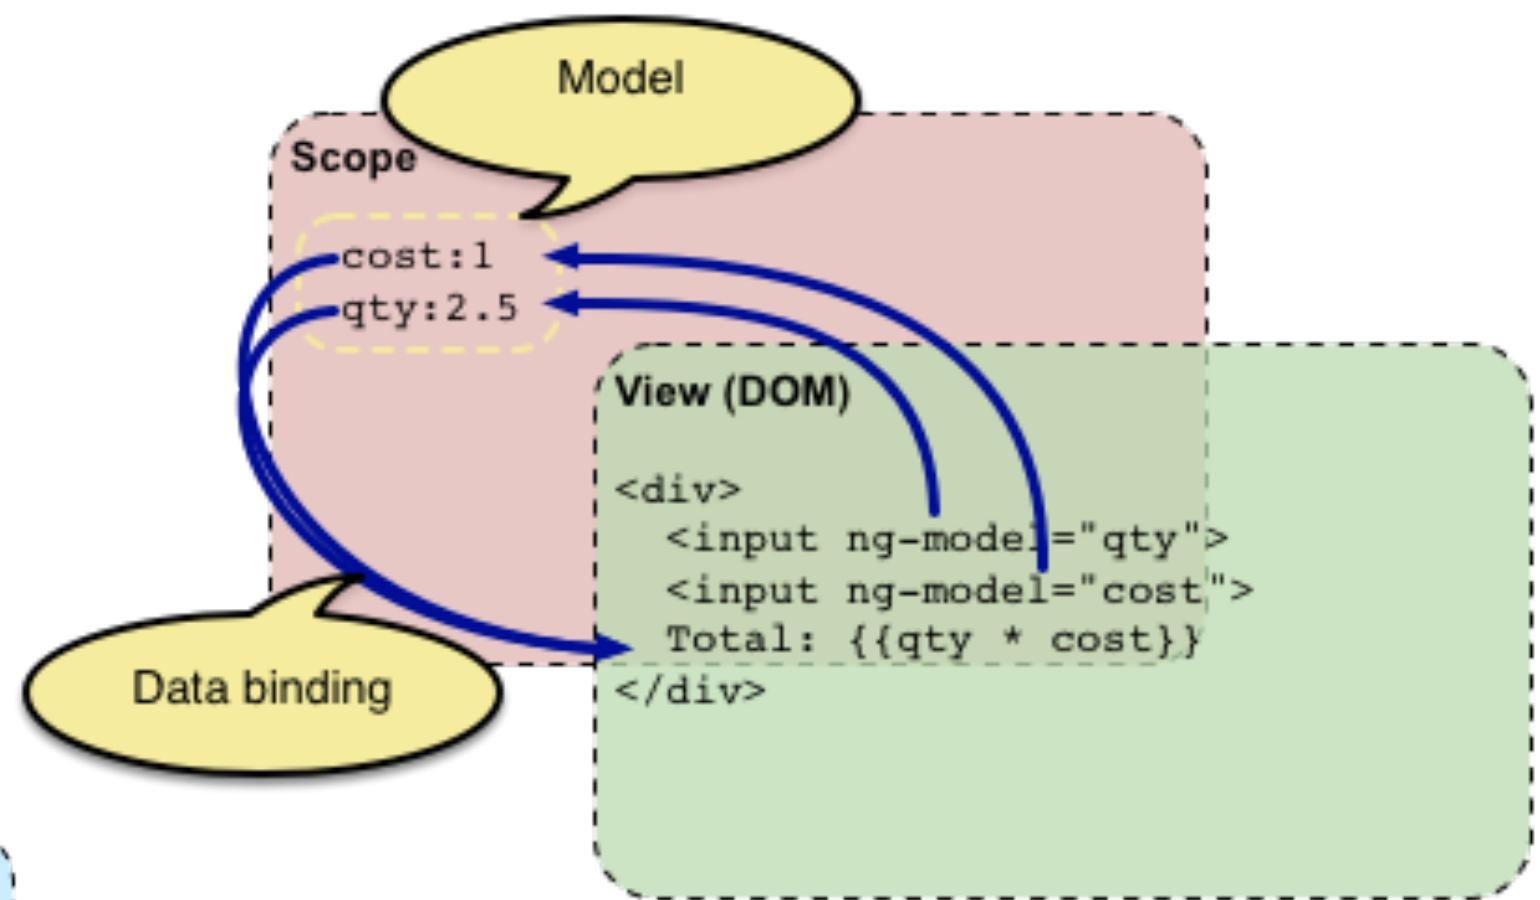 Model
Scope
cost:1
qty:2.5
View (DOM)
<div>
<input ng-model="qty">
<input ng-model="cost">
Total: {{qty * cost}}
</div>
Data binding